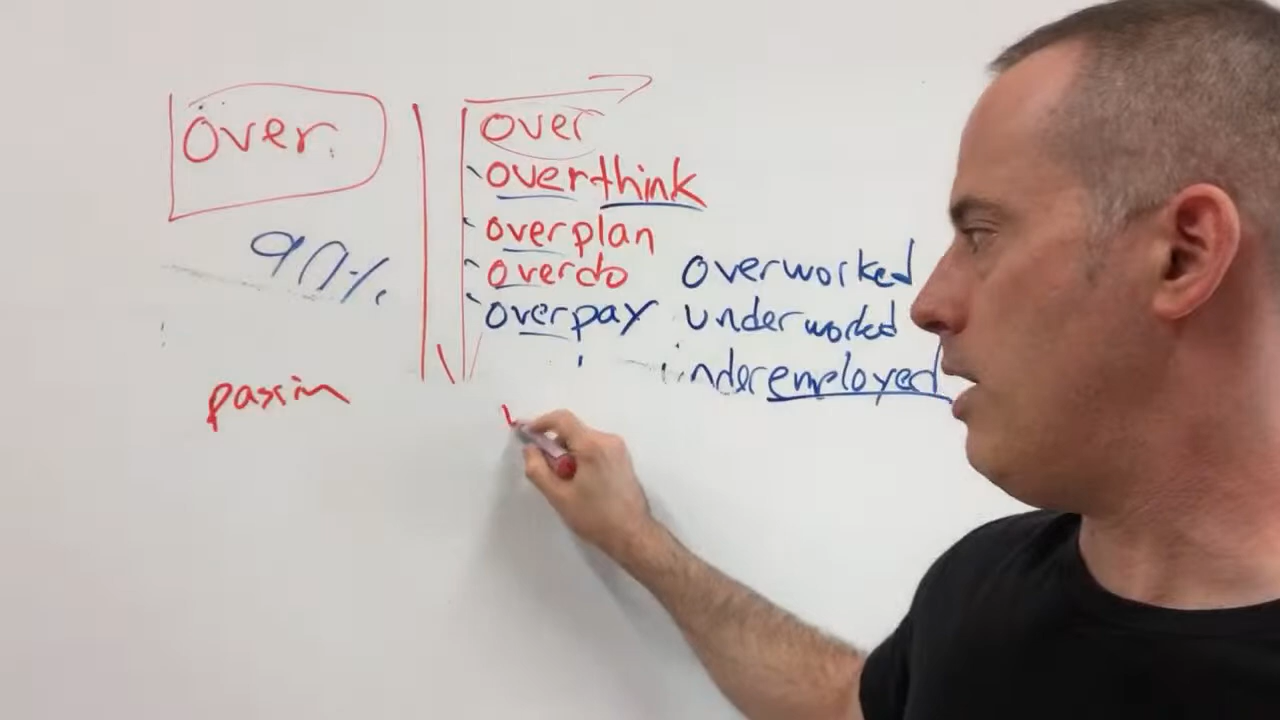 over
90%
passin
over
overthink
overplan
overdo
overpay
overworked
underworked
underemployed